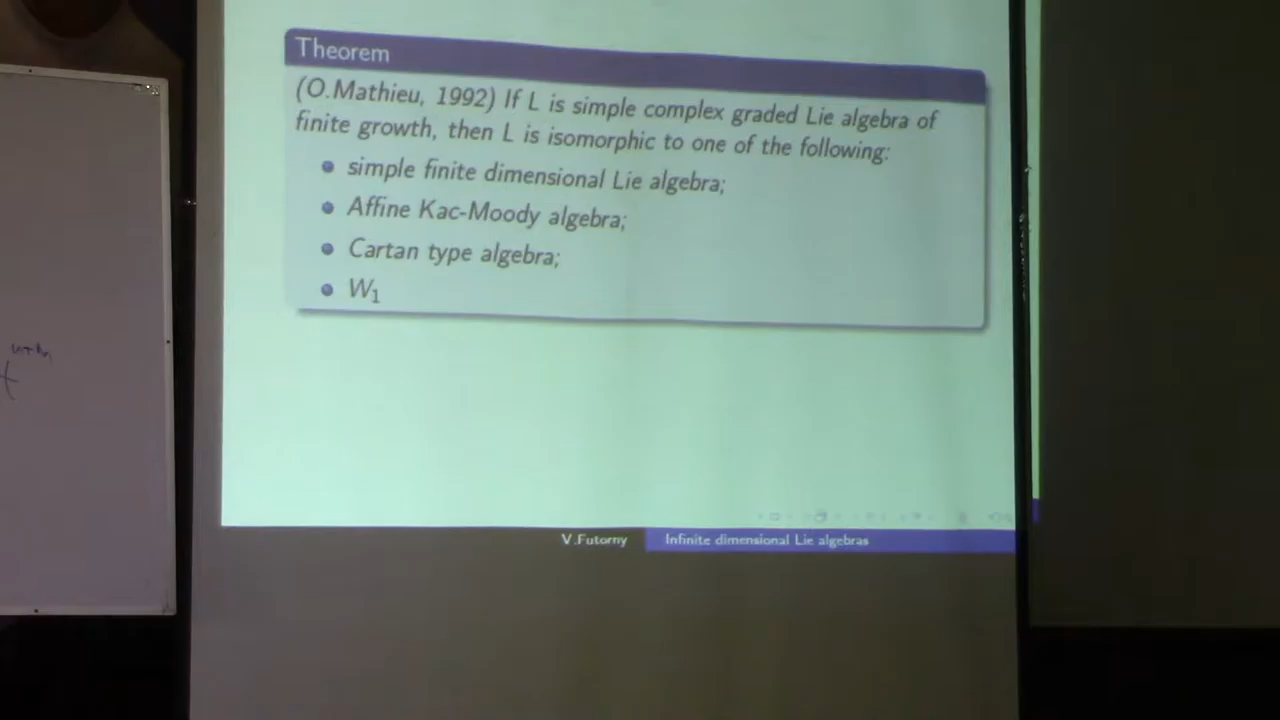 Theorem
(O.Mathieu, 1992) If L is simple complex graded Lie algebra of
finite growth, then L is isomorphic to one of the following:
simple finite dimensional Lie algebra;
Affine Kac-Moody algebra;
Cartan type algebra;
W₁
V.Futorny
Infinite dimensional Lie algebras